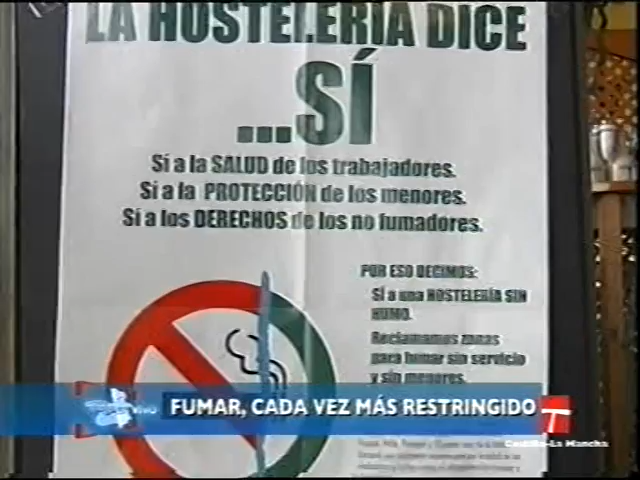 LA HOSTELERÍA DICE
...SÍ
Sí a la SALUD de los trabajadores.
Sí a la PROTECCIÓN de los menores.
Sí a los DERECHOS de los no fumadores.
POR ESO DECIMOS:
SÍ a una HOSTELERÍA SIN
HUMO.
Reclamamos zonas
para fumar sin servicio
y sin menores.
vivo
FUMAR, CADA VEZ MÁS RESTRINGIDO
Castilla-La Mancha